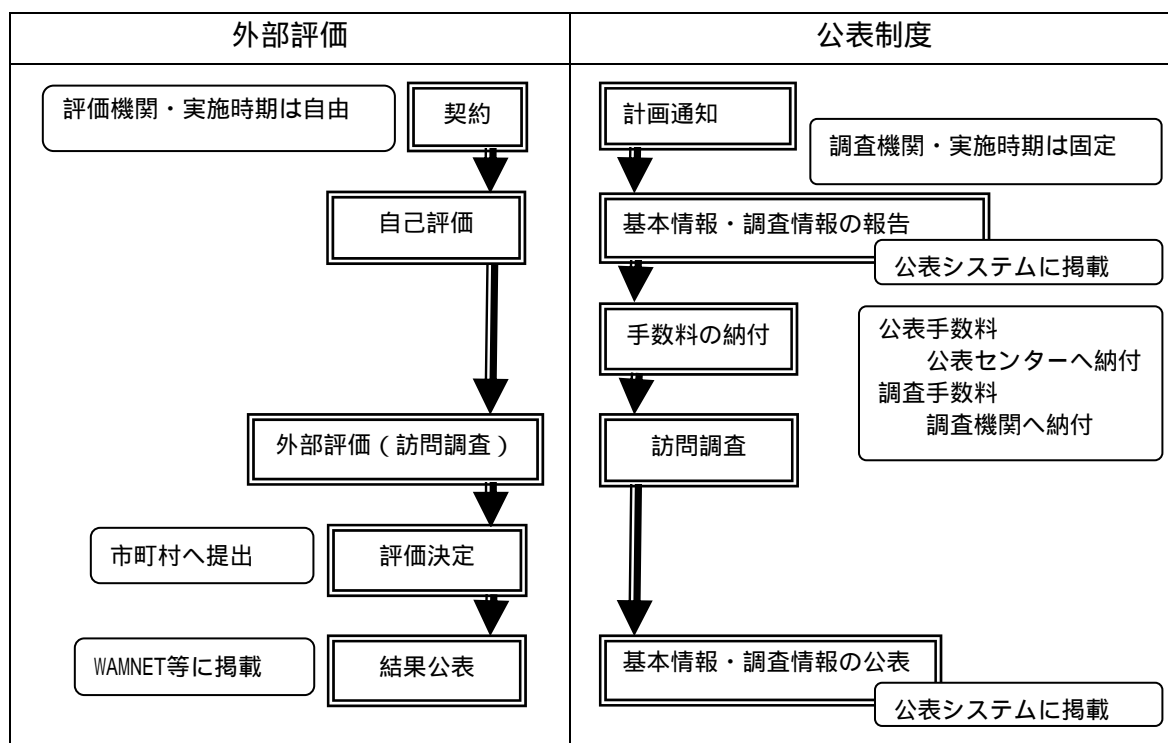 外部評価
公表制度
評価機関・実施時期は自由
契約
自己評価
外部評価（訪問調査）
市町村へ提出
評価決定
WAMNET等に掲載
結果公表
計画通知
調査機関・実施時期は固定
基本情報・調査情報の報告
公表システムに掲載
手数料の納付
公表手数料
公表センターへ納付
調査手数料
調査機関へ納付
訪問調査
基本情報・調査情報の公表
公表システムに掲載